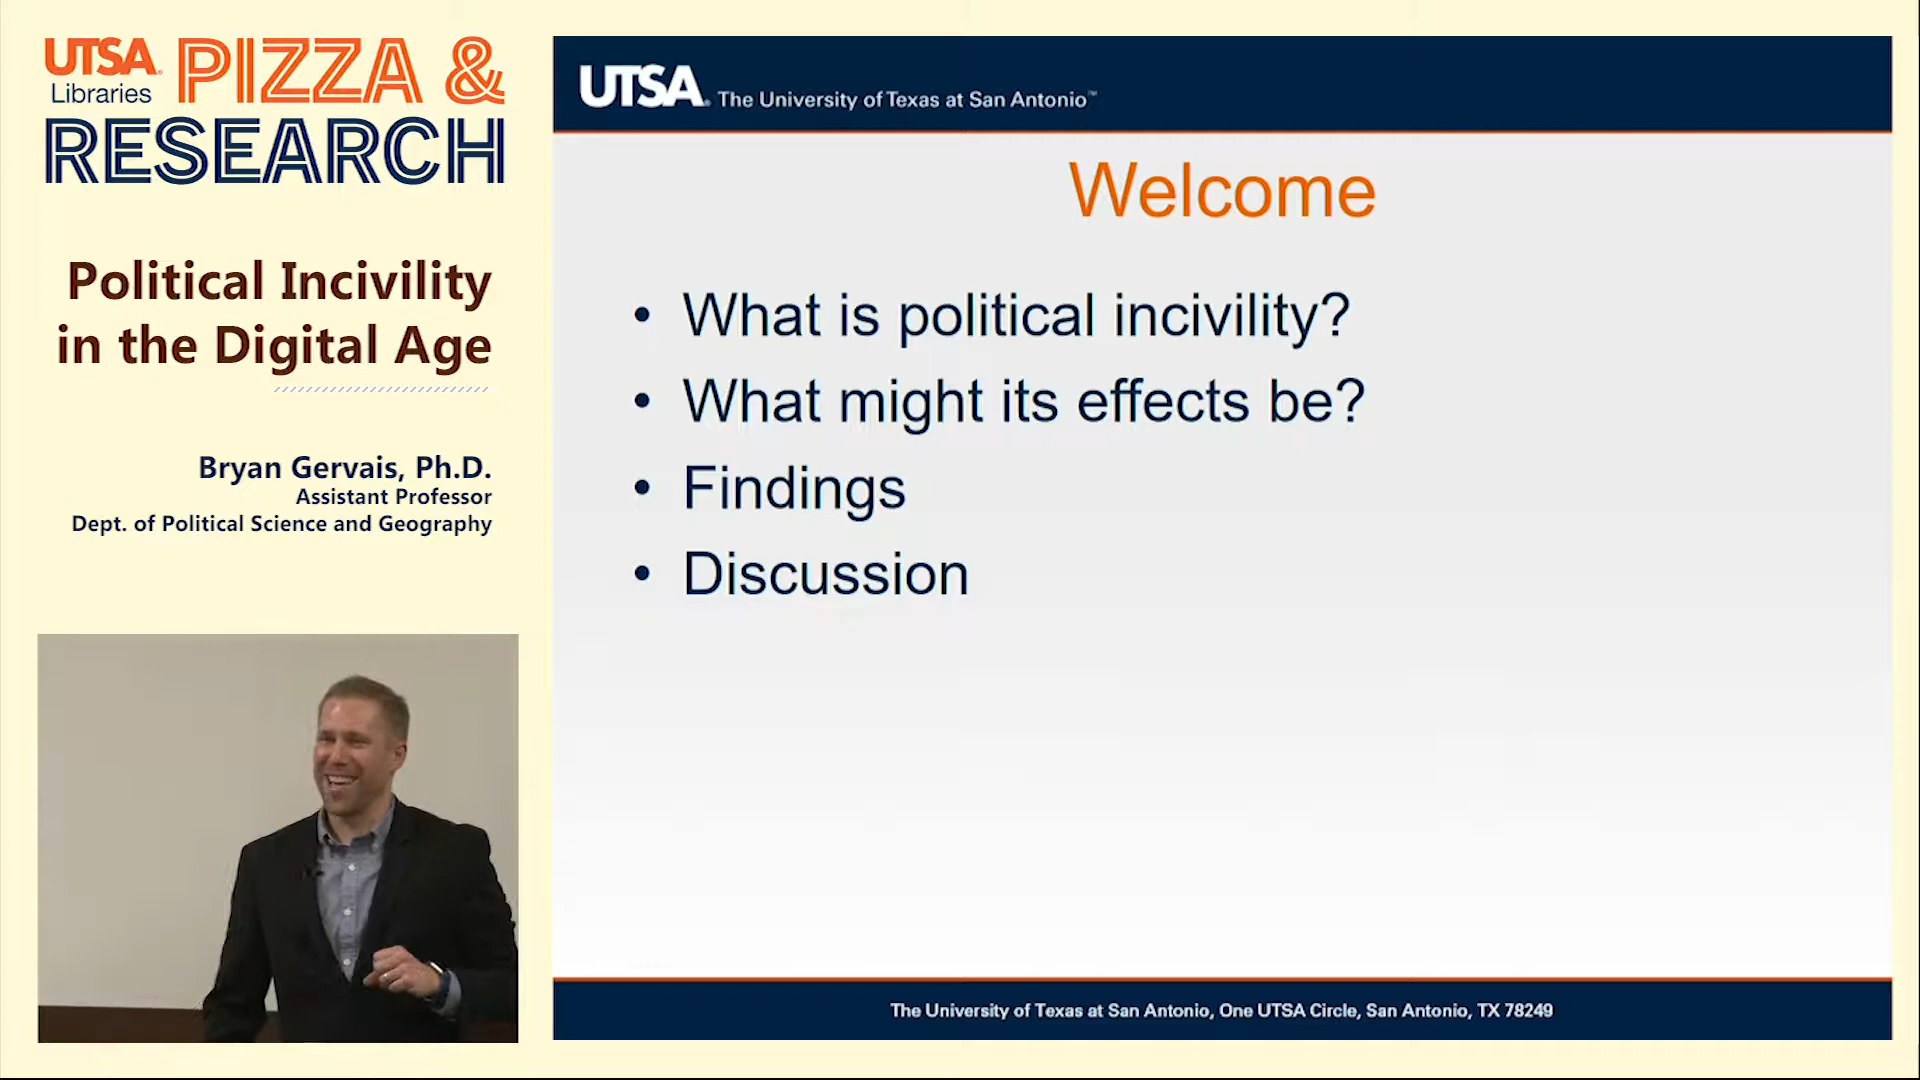 UTSA. PIZZA &
Libraries
RESEARCH
Political Incivility
in the Digital Age
Bryan Gervais, Ph.D.
Assistant Professor
Dept. of Political Science and Geography
UTSA. The University of Texas at San Antonio™
Welcome
• What is political incivility?
• What might its effects be?
• Findings
• Discussion
The University of Texas at San Antonio, One UTSA Circle, San Antonio, TX 78249